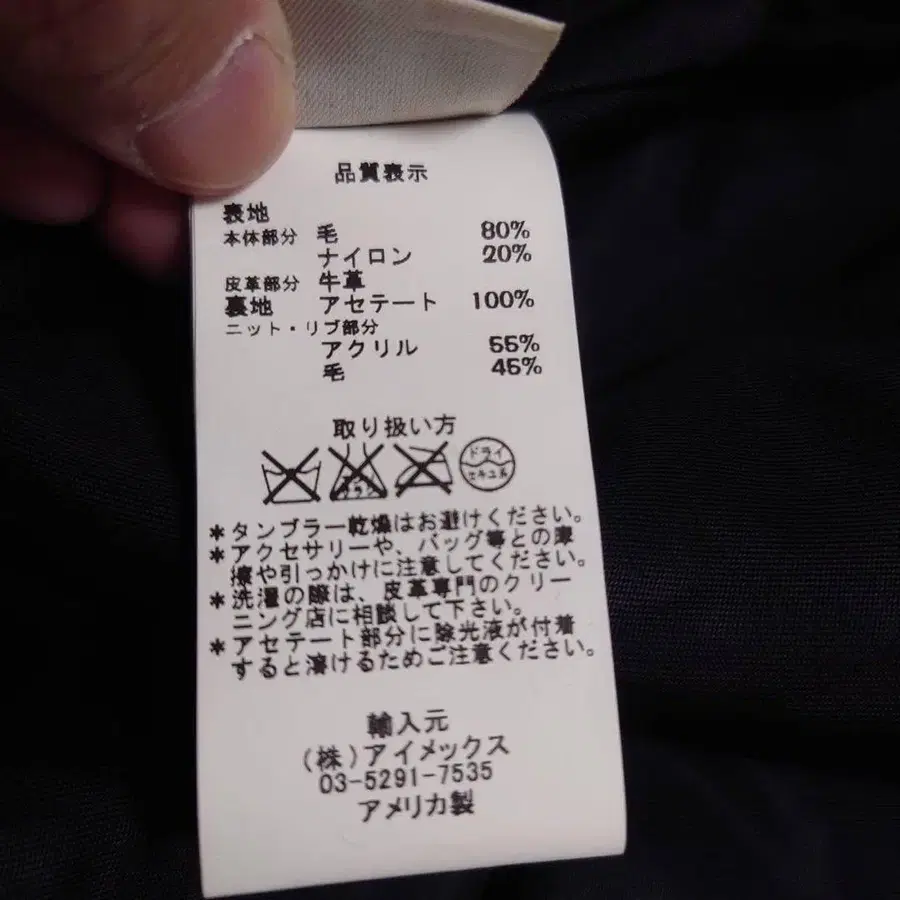 品質表示
表地
本体部分 毛 80%
ナイロン 20%
皮革部分 牛革
裏地 アセテート 100%
ニット・リブ部分
アクリル 55%
毛 45%
取り扱い方
エンソ サラシ ドライ
セキユ系
*タンブラー乾燥はお避けください。
*アクセサリーや、バッグ等との摩
擦や引っかけに注意してください。
*洗濯の際は、皮革専門のクリー
ニング店に相談して下さい。
*アセテート部分に除光液が付着
すると溶けるためご注意ください。
輸入元
(株)アイメックス
03-5291-7535
アメリカ製